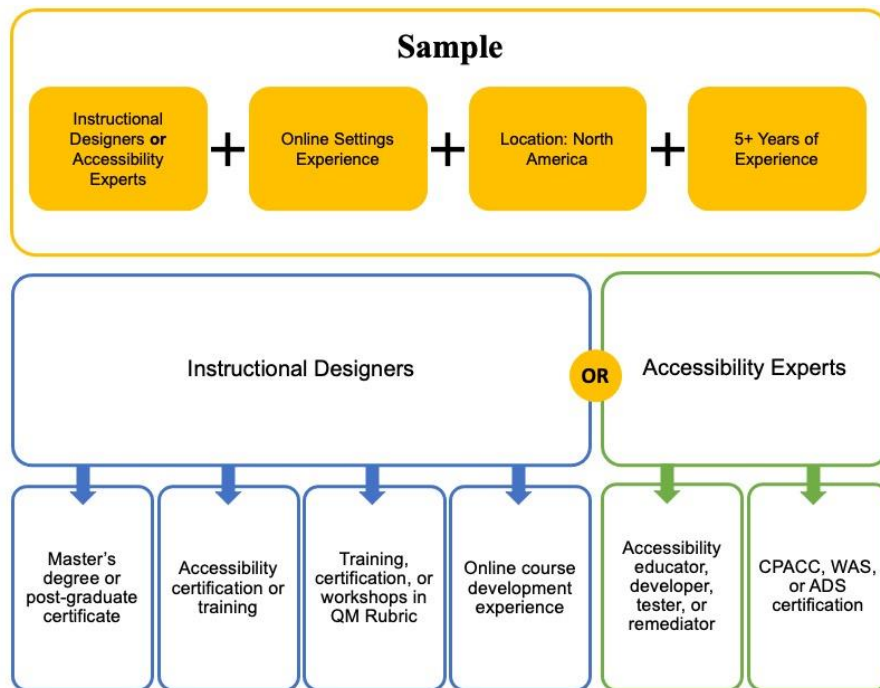 Sample
Instructional
Designers or
Accessibility
Experts
+
Online Settings
Experience
+
Location: North
America
+
5+ Years of
Experience
Instructional Designers
OR
Accessibility Experts
Master's
degree or
post-graduate
certificate
Accessibility
certification or
training
Training,
certification, or
workshops in
QM Rubric
Online course
development
experience
Accessibility
educator,
developer,
tester, or
remediator
CPACC, WAS,
or ADS
certification